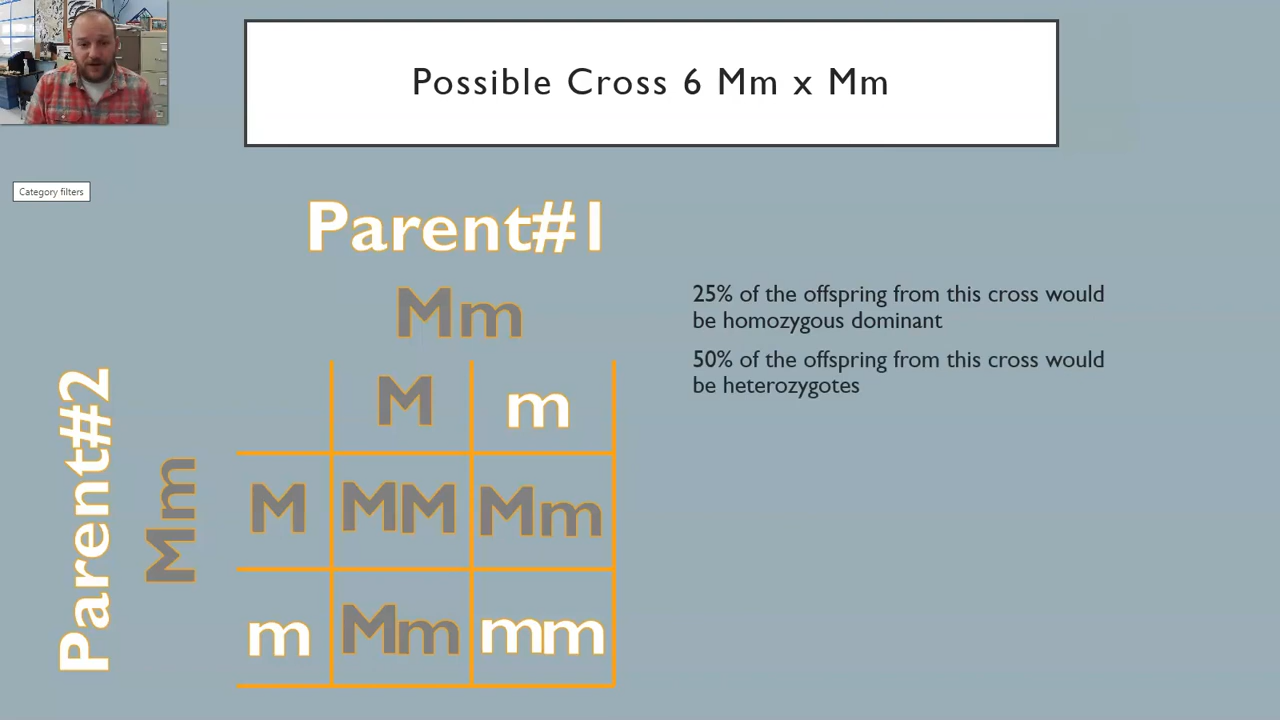 Possible Cross 6 Mm x Mm
Category filters
Parent#1
Mm
Parent#2
Mm
M m
M MM Mm
m Mm mm
25% of the offspring from this cross would
be homozygous dominant
50% of the offspring from this cross would
be heterozygotes